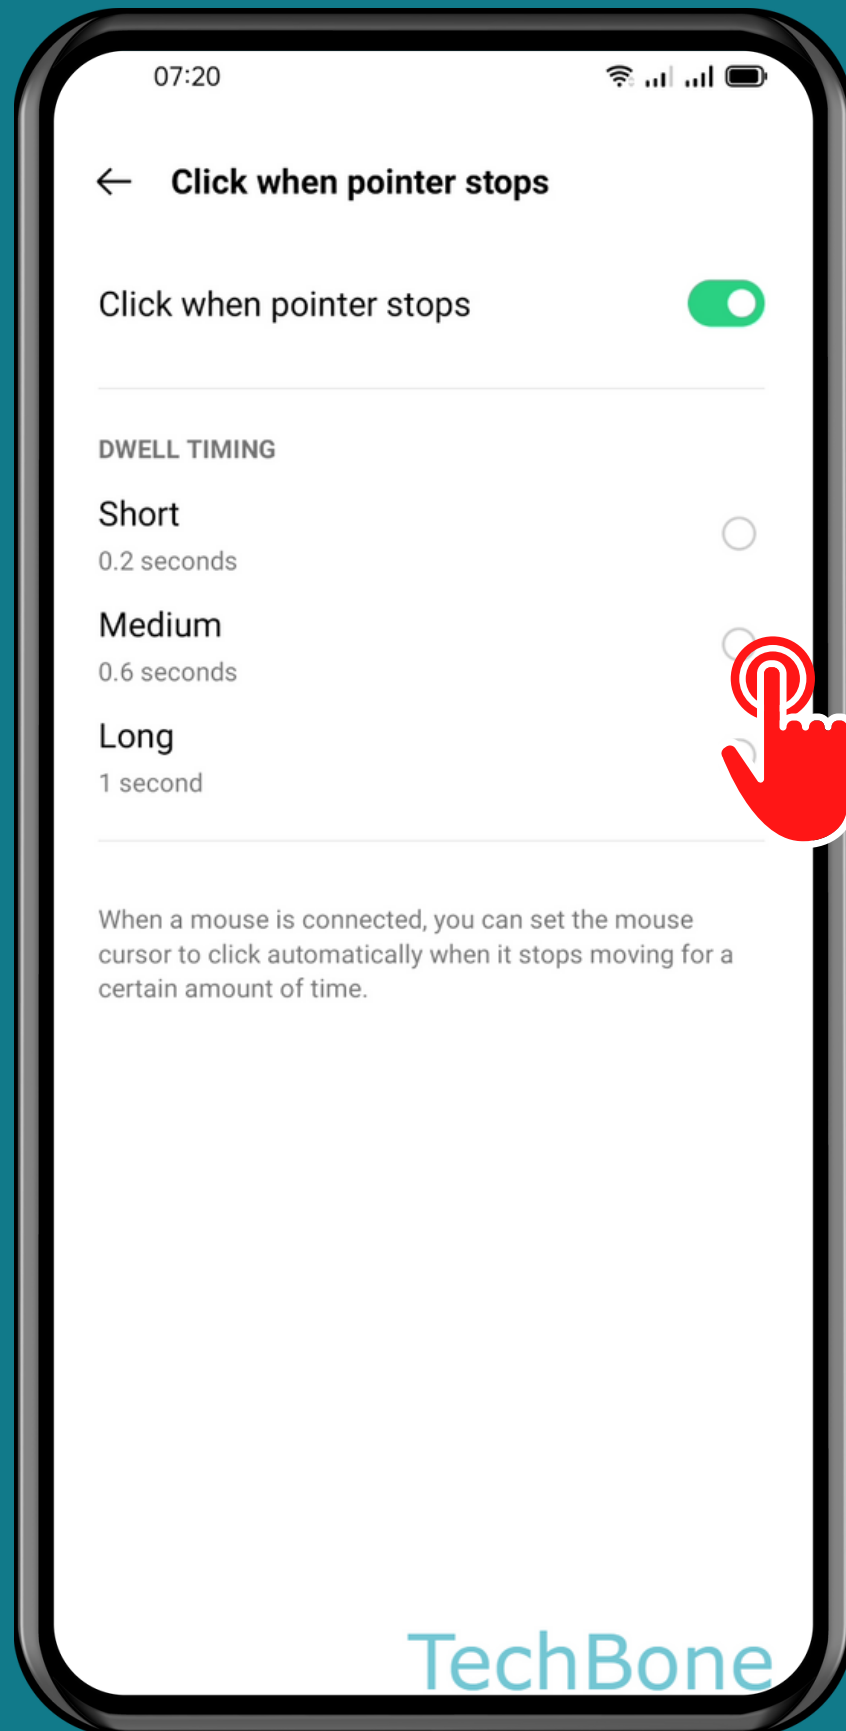 07:20
Click when pointer stops
Click when pointer stops
DWELL TIMING
Short
0.2 seconds
Medium
0.6 seconds
Long
1 second
When a mouse is connected, you can set the mouse
cursor to click automatically when it stops moving for a
certain amount of time.
TechBone